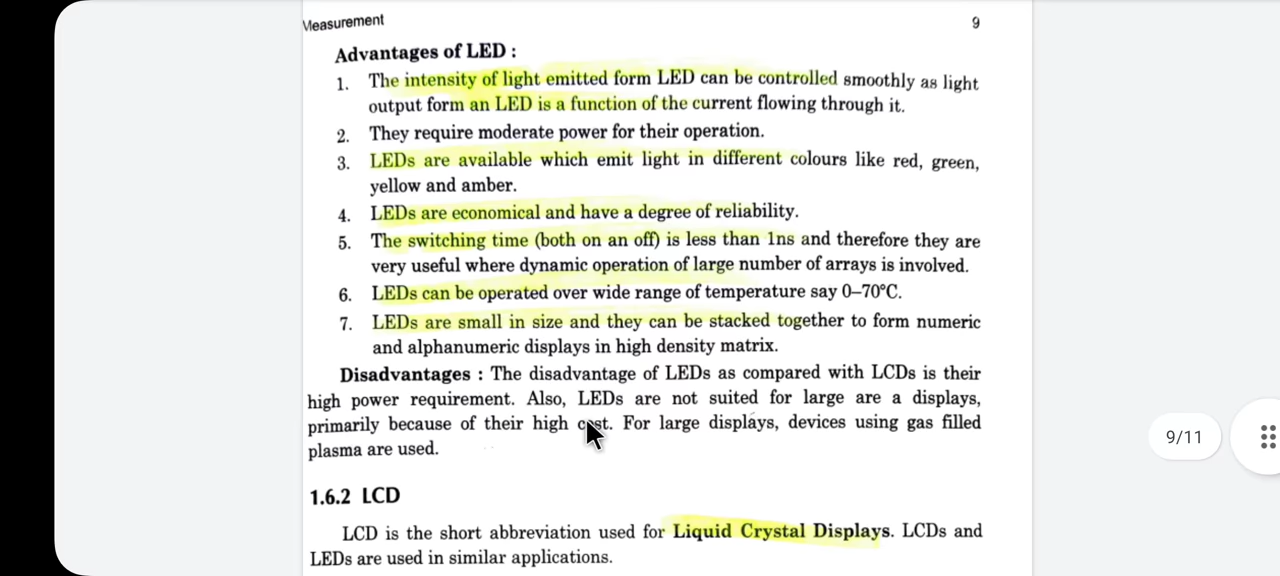 Measurement 9
Advantages of LED :
1. The intensity of light emitted form LED can be controlled smoothly as light
output form an LED is a function of the current flowing through it.
2. They require moderate power for their operation.
3. LEDs are available which emit light in different colours like red, green,
yellow and amber.
4. LEDs are economical and have a degree of reliability.
5. The switching time (both on an off) is less than 1ns and therefore they are
very useful where dynamic operation of large number of arrays is involved.
6. LEDs can be operated over wide range of temperature say 0–70°C.
7. LEDs are small in size and they can be stacked together to form numeric
and alphanumeric displays in high density matrix.
Disadvantages : The disadvantage of LEDs as compared with LCDs is their
high power requirement. Also, LEDs are not suited for large are a displays,
primarily because of their high cost. For large displays, devices using gas filled
plasma are used.
9/11
1.6.2 LCD
LCD is the short abbreviation used for Liquid Crystal Displays. LCDs and
LEDs are used in similar applications.